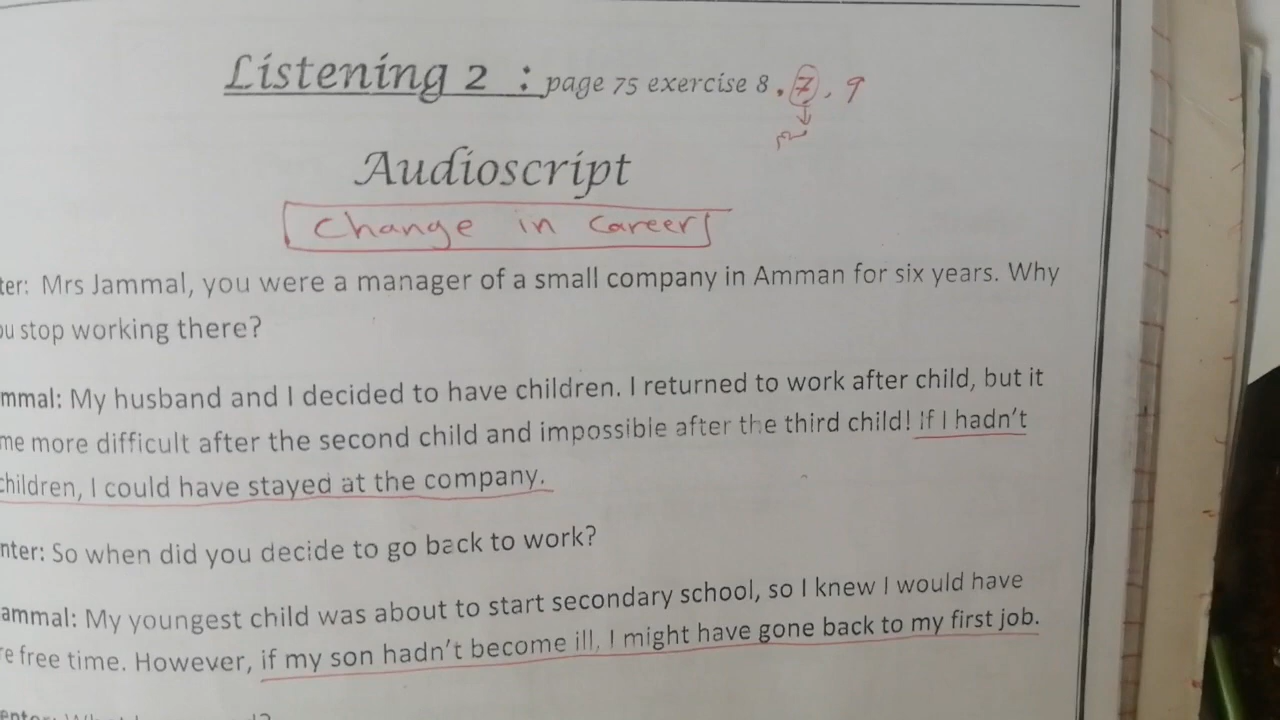 Listening 2 : page 75 exercise 8 , 7 , 9
Audioscript
Change in career
ter: Mrs Jammal, you were a manager of a small company in Amman for six years. Why
ou stop working there?
mmal: My husband and I decided to have children. I returned to work after child, but it
me more difficult after the second child and impossible after the third child! If I hadn't
children, I could have stayed at the company.
nter: So when did you decide to go back to work?
ammal: My youngest child was about to start secondary school, so I knew I would have
re free time. However, if my son hadn't become ill, I might have gone back to my first job.